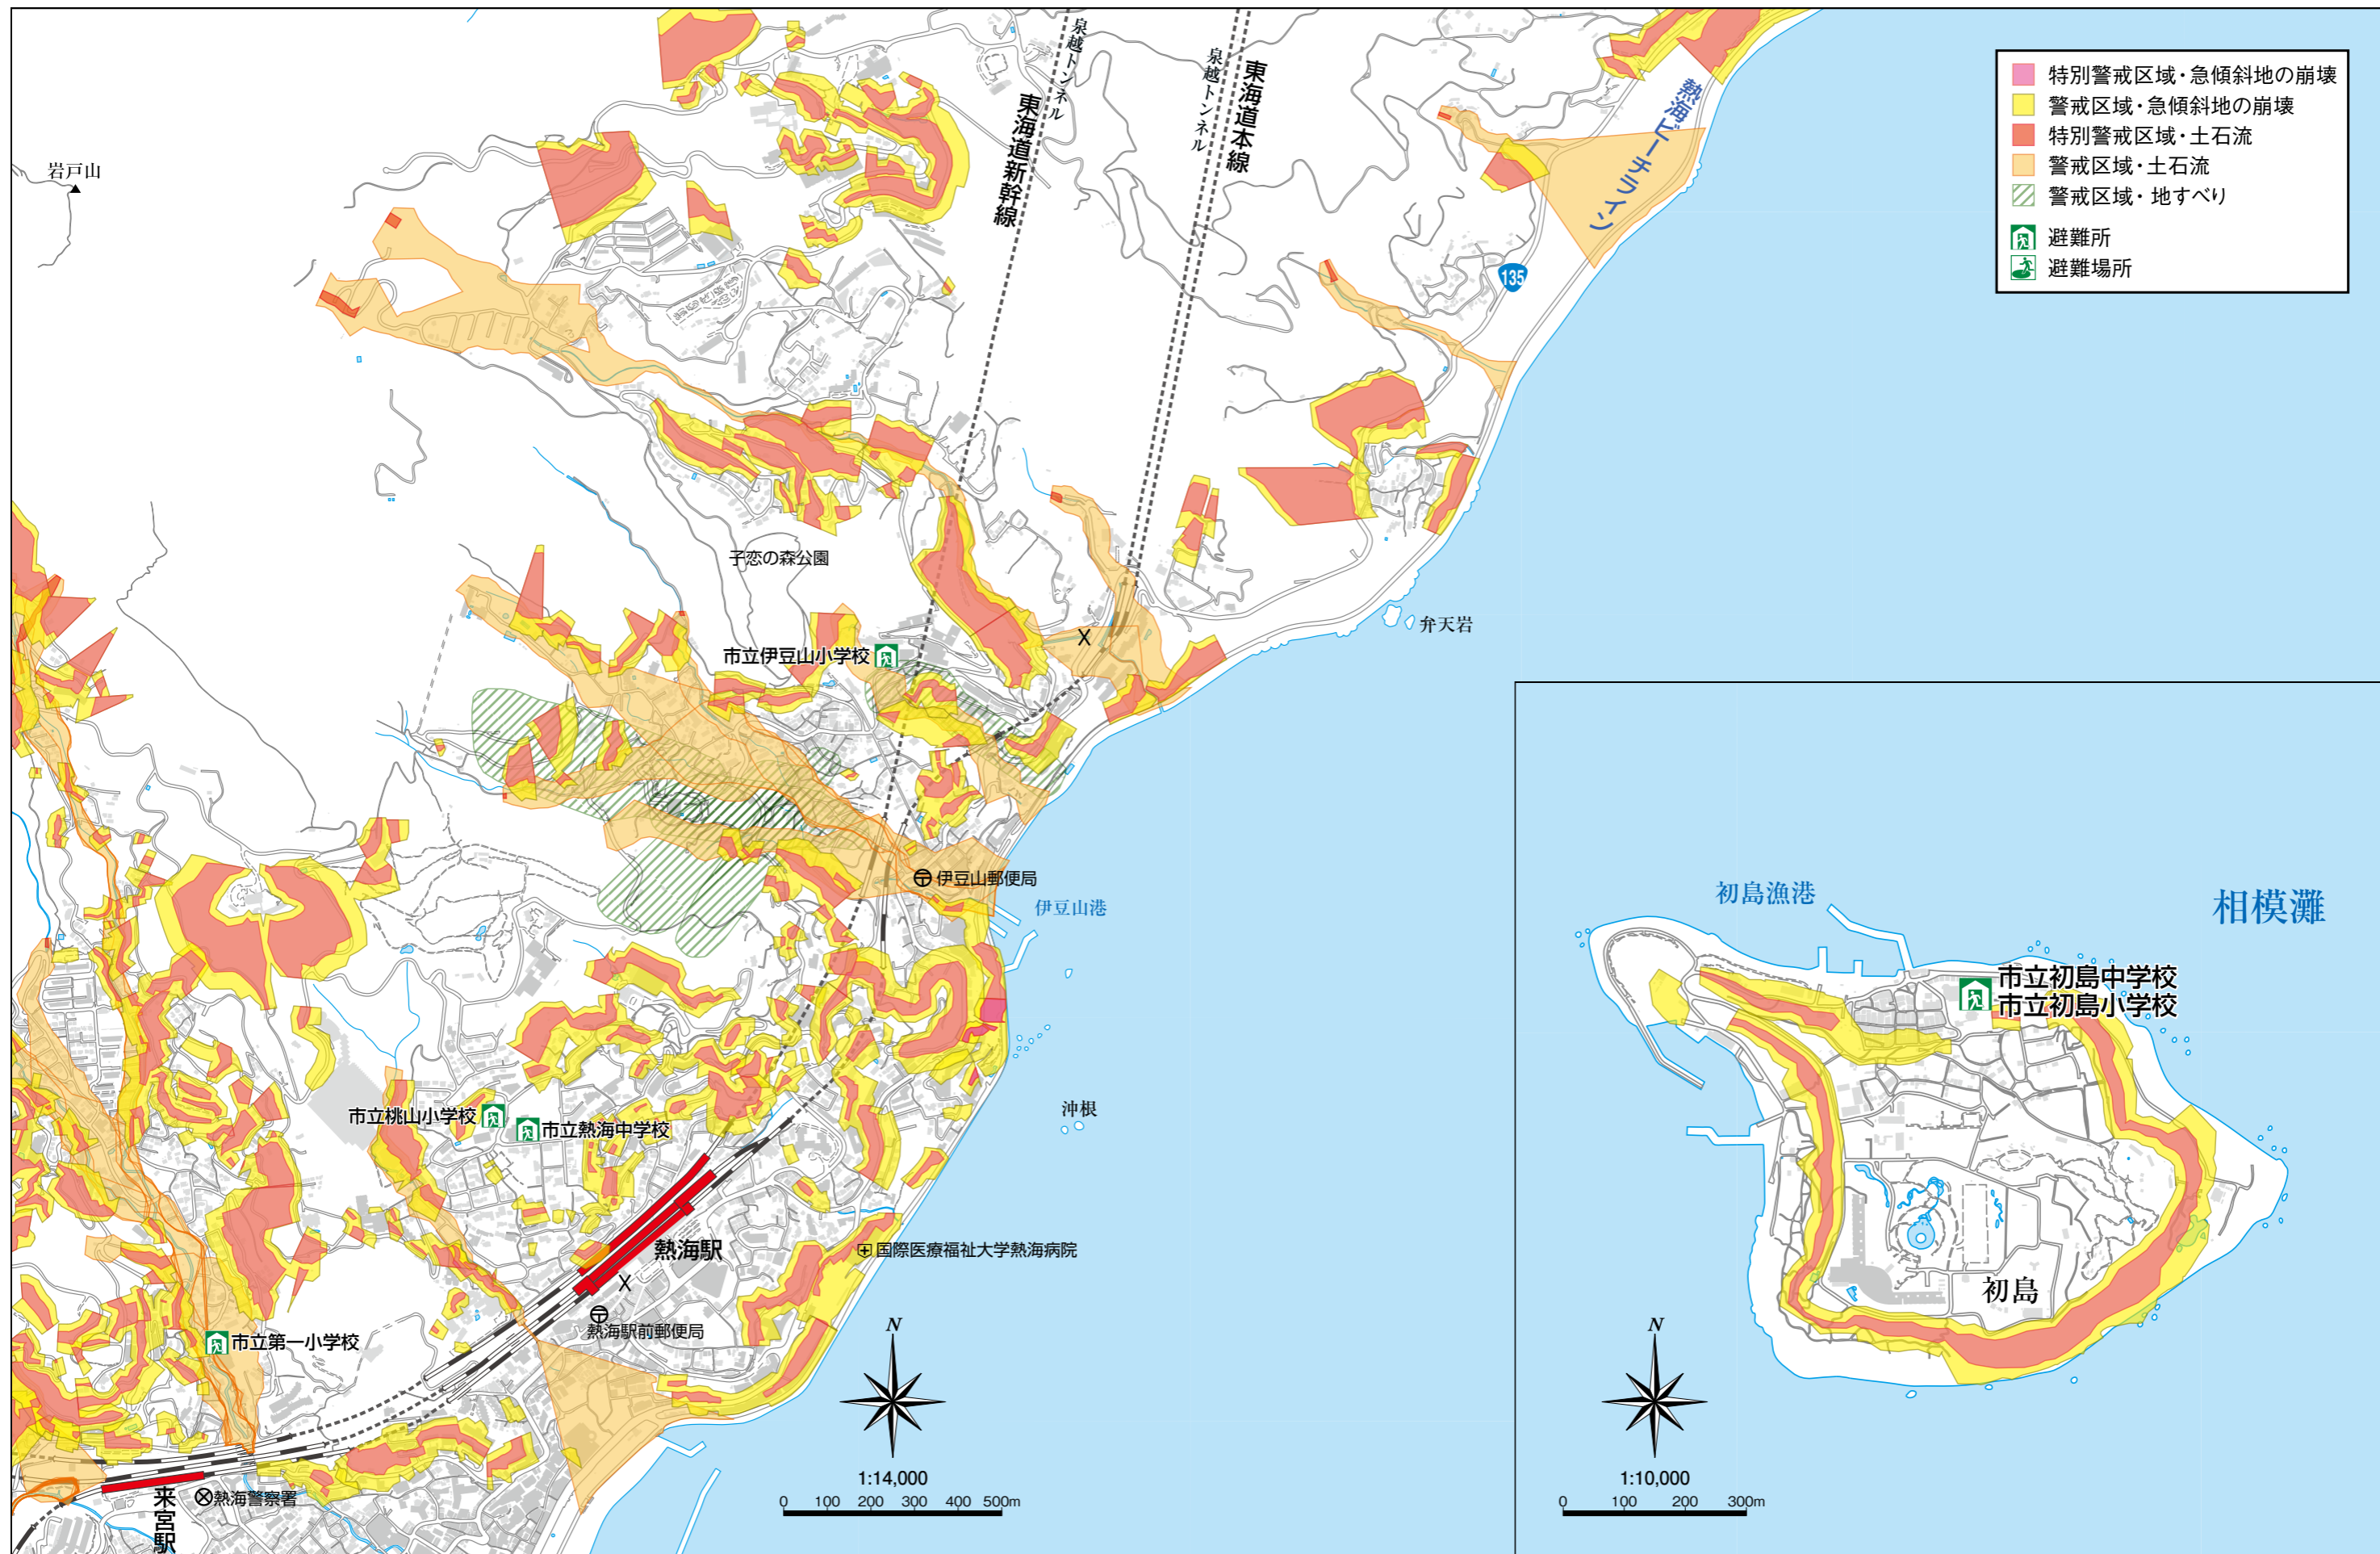 特別警戒区域・急傾斜地の崩壊
警戒区域・急傾斜地の崩壊
特別警戒区域・土石流
警戒区域・土石流
警戒区域・地すべり
避難所
避難場所
泉越トンネル
東海道新幹線
泉越トンネル
東海道本線
熱海ビーチライン
135
岩戸山
子恋の森公園
弁天岩
市立伊豆山小学校
X
伊豆山郵便局
伊豆山港
沖根
市立桃山小学校
市立熱海中学校
熱海駅
X
国際医療福祉大学熱海病院
熱海駅前郵便局
市立第一小学校
来宮駅
熱海警察署
N
1:14,000
0 100 200 300 400 500m
初島漁港
相模灘
市立初島中学校
市立初島小学校
初島
N
1:10,000
0 100 200 300m